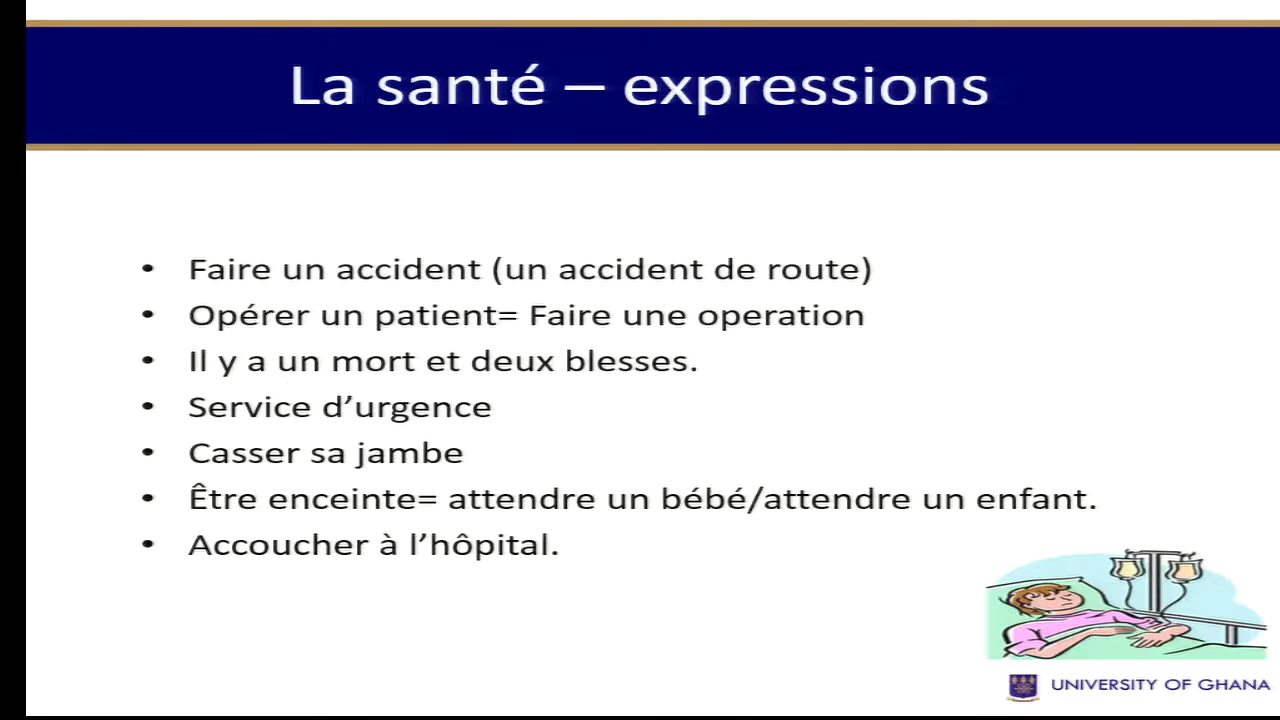 La santé – expressions
• Faire un accident (un accident de route)
• Opérer un patient= Faire une operation
• Il y a un mort et deux blesses.
• Service d’urgence
• Casser sa jambe
• Être enceinte= attendre un bébé/attendre un enfant.
• Accoucher à l’hôpital.
UNIVERSITY OF GHANA